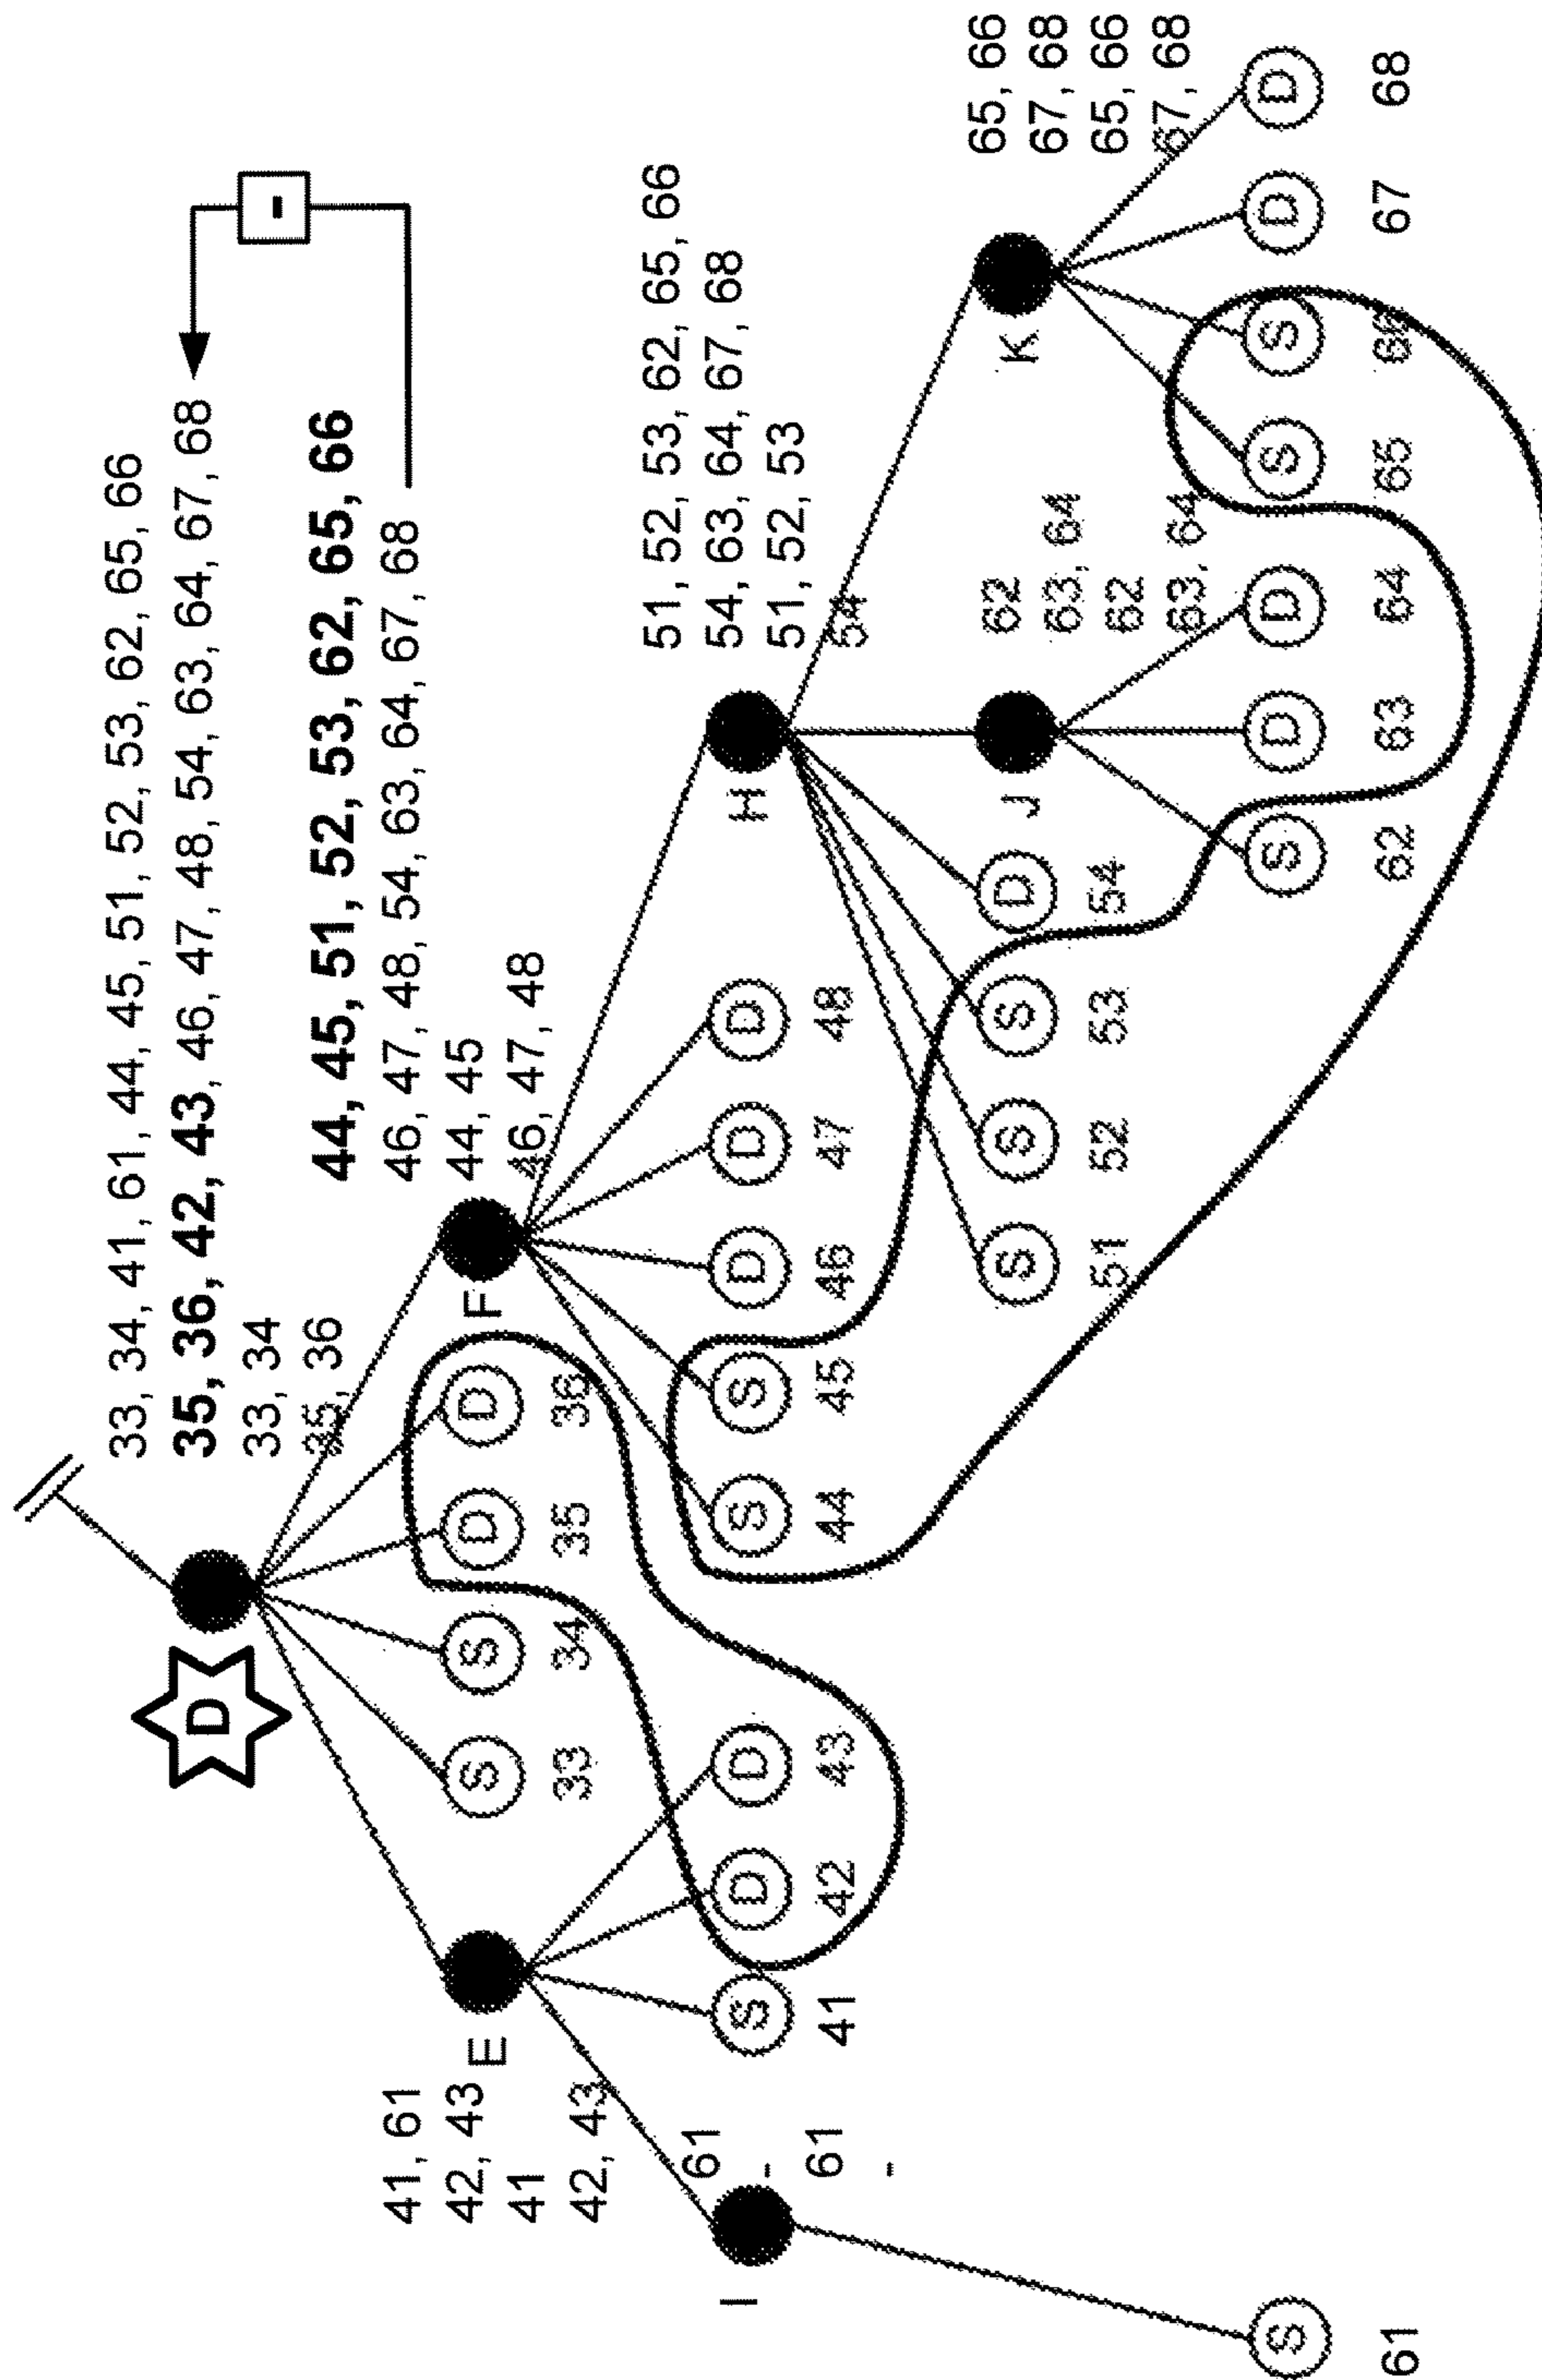 33, 34, 41, 61, 44, 45, 51, 52, 53, 62, 65, 66
35, 36, 42, 43, 46, 47, 48, 54, 63, 64, 67, 68
33, 34
35, 36
D
-
44, 45, 51, 52, 53, 62, 65, 66
46, 47, 48, 54, 63, 64, 67, 68
44, 45
46, 47, 48
41, 61
42, 43
41
42, 43
E
S S D D
F
33 34 35 36
51, 52, 53, 62, 65, 66
54, 63, 64, 67, 68
51, 52, 53
54
61
-
61
-
I
S D D
S S D D D
H
41 42 43
44 45 46 47 48
62
63, 64
62
63, 64
65, 66
67, 68
65, 66
67, 68
S S S D
J
K
51 52 53 54
S
S D D
S S D D
61
62 63 64
65 66 67 68